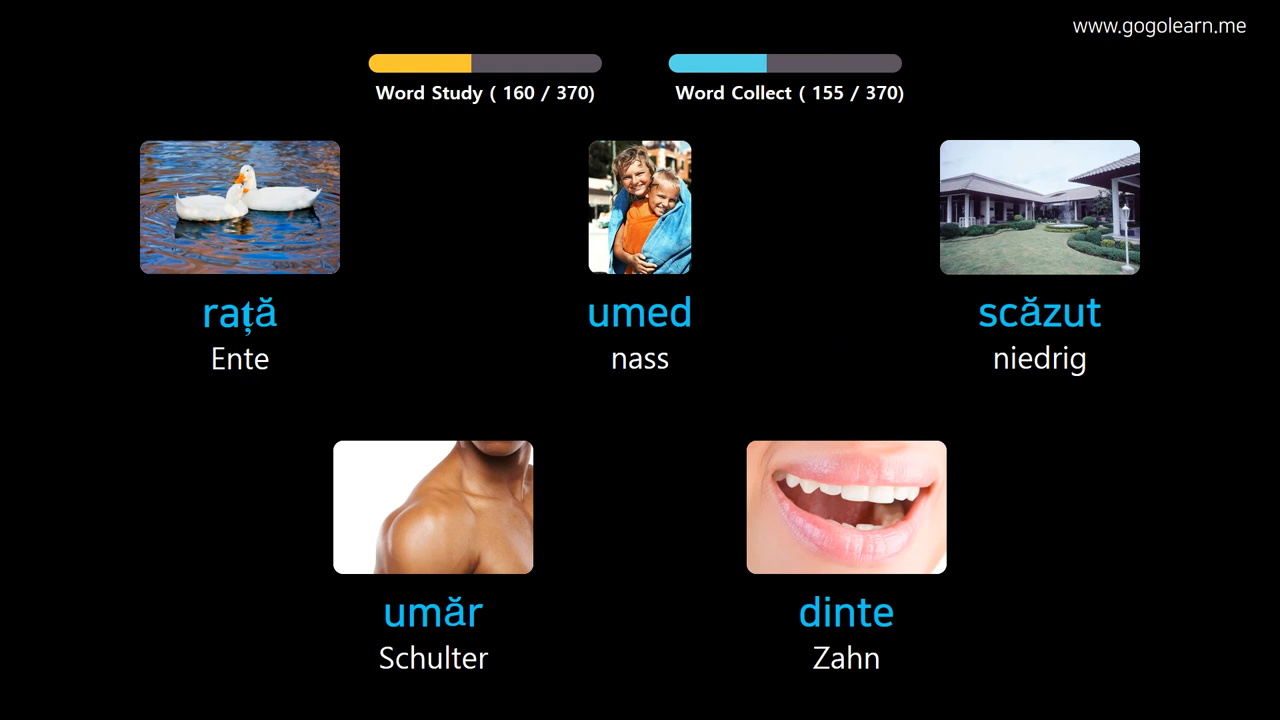 www.gogolearn.me
Word Study ( 160 / 370)
Word Collect ( 155 / 370)
rață
Ente
umed
nass
scăzut
niedrig
umăr
Schulter
dinte
Zahn